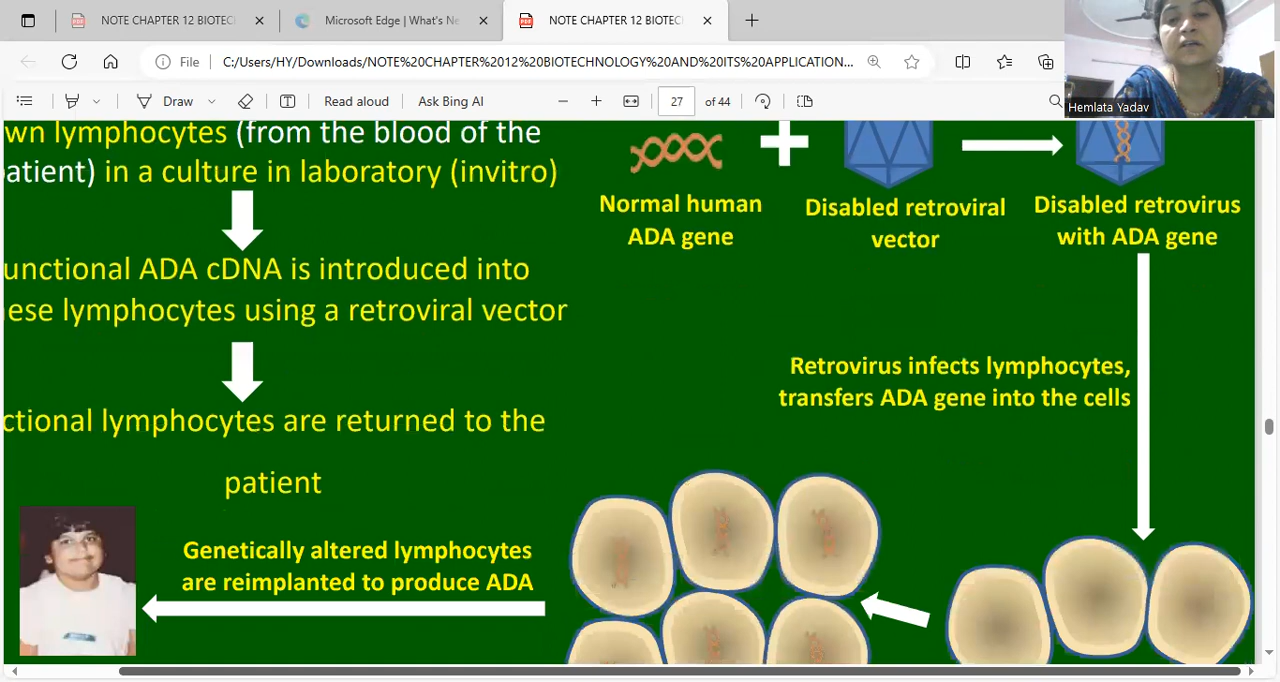 NOTE CHAPTER 12 BIOTECH
Microsoft Edge | What's Ne
NOTE CHAPTER 12 BIOTEC
File
C:/Users/HY/Downloads/NOTE%20CHAPTER%2012%20BIOTECHNOLOGY%20AND%20ITS%20APPLICATION...
Draw
Read aloud
Ask Bing AI
27
of 44
Hemlata Yadav
wn lymphocytes (from the blood of the
atient) in a culture in laboratory (invitro)
unctional ADA cDNA is introduced into
ese lymphocytes using a retroviral vector
ctional lymphocytes are returned to the
patient
Normal human
ADA gene
Disabled retroviral
vector
Disabled retrovirus
with ADA gene
Retrovirus infects lymphocytes,
transfers ADA gene into the cells
Genetically altered lymphocytes
are reimplanted to produce ADA